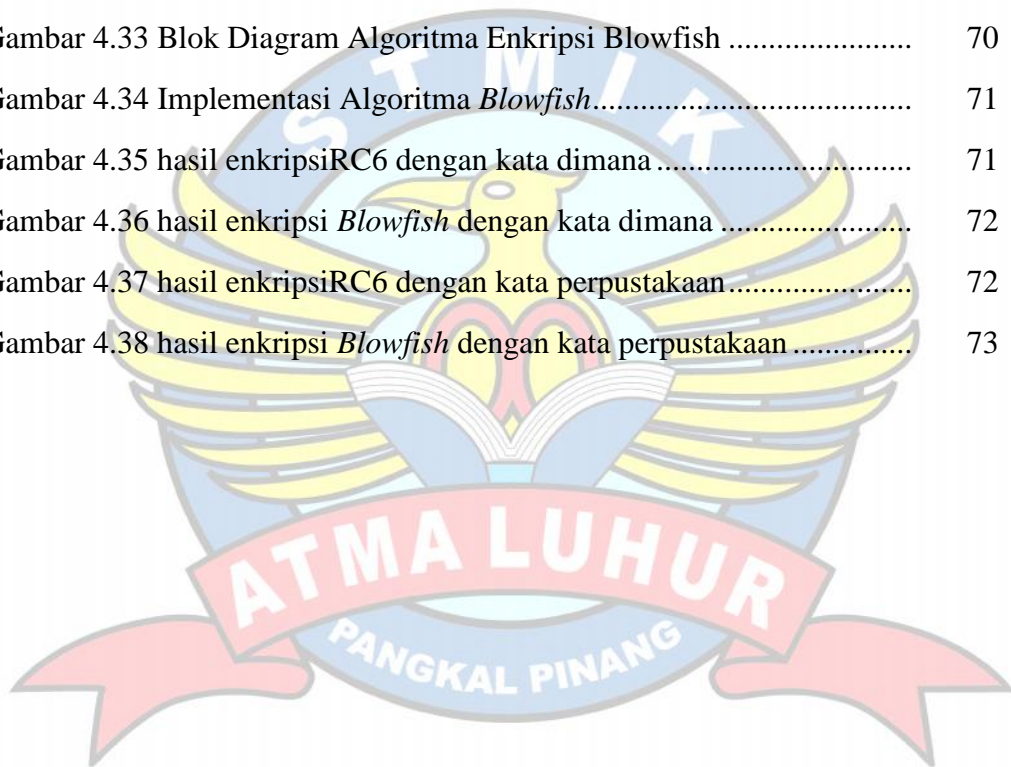 Gambar 4.33 Blok Diagram Algoritma Enkripsi Blowfish ....................... 70
Gambar 4.34 Implementasi Algoritma Blowfish....................................... 71
Gambar 4.35 hasil enkripsiRC6 dengan kata dimana ............................... 71
Gambar 4.36 hasil enkripsi Blowfish dengan kata dimana ....................... 72
Gambar 4.37 hasil enkripsiRC6 dengan kata perpustakaan...................... 72
Gambar 4.38 hasil enkripsi Blowfish dengan kata perpustakaan ............... 73
STMIK
ATMA LUHUR
PANGKAL PINANG